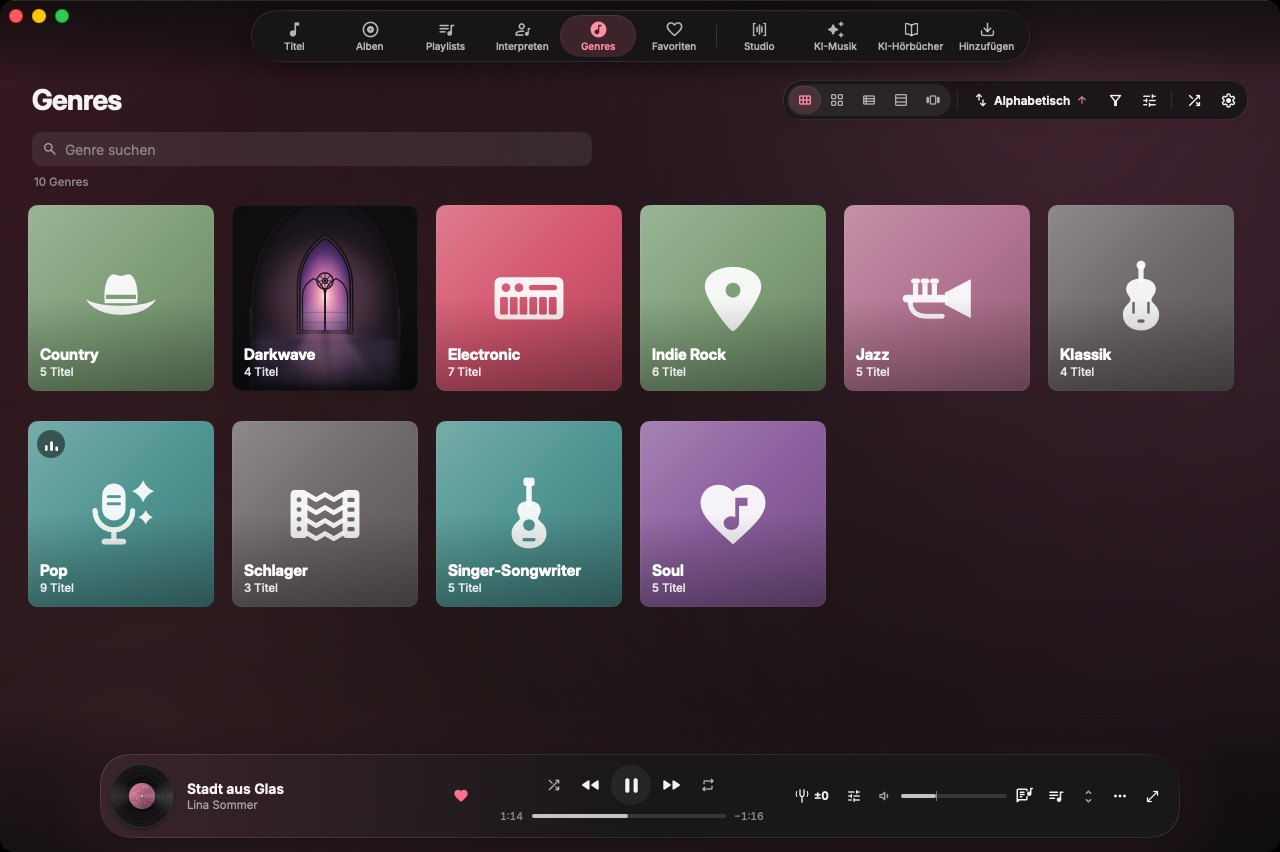 Titel
Alben
Playlists
Interpreten
Genres
Favoriten
Studio
KI-Musik
KI-Hörbücher
Hinzufügen
Genres
Alphabetisch
Genre suchen
10 Genres
Country
5 Titel
Darkwave
4 Titel
Electronic
7 Titel
Indie Rock
6 Titel
Jazz
5 Titel
Klassik
4 Titel
Pop
9 Titel
Schlager
3 Titel
Singer-Songwriter
5 Titel
Soul
5 Titel
Stadt aus Glas
Lina Sommer
1:14
−1:16
±0